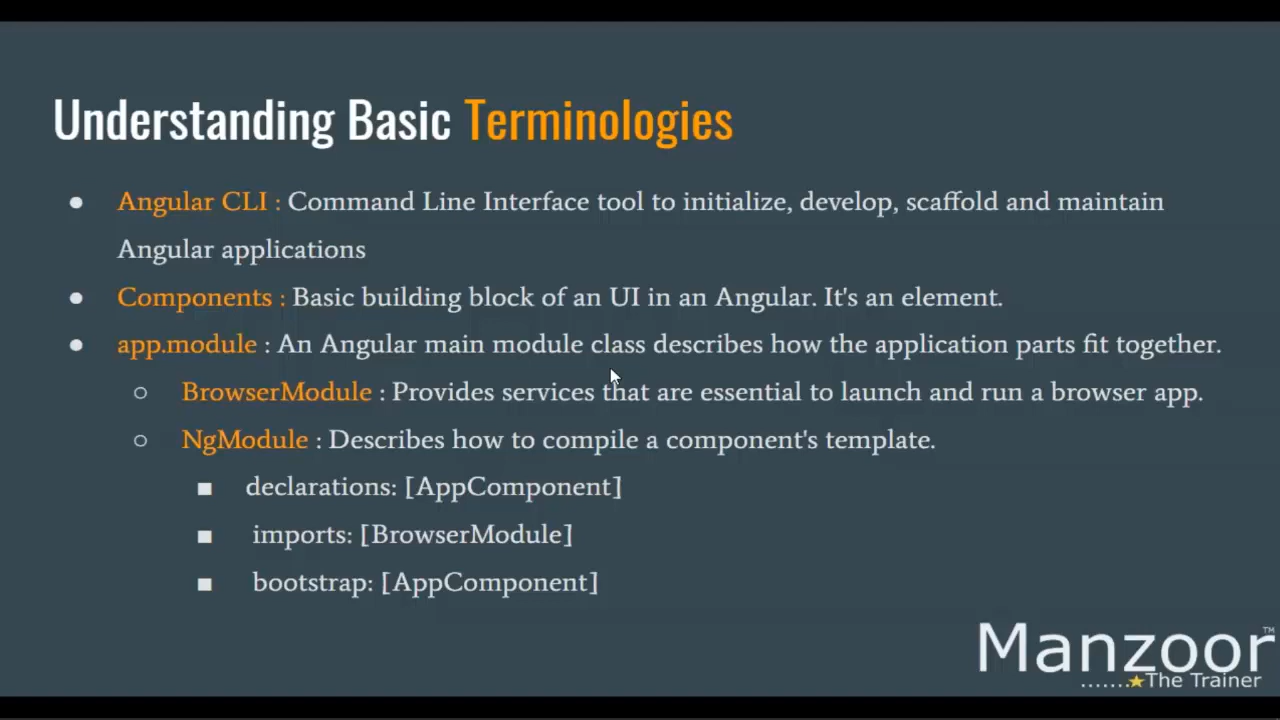 Understanding Basic Terminologies
● Angular CLI : Command Line Interface tool to initialize, develop, scaffold and maintain
Angular applications
● Components : Basic building block of an UI in an Angular. It's an element.
● app.module : An Angular main module class describes how the application parts fit together.
○ BrowserModule : Provides services that are essential to launch and run a browser app.
○ NgModule : Describes how to compile a component's template.
■ declarations: [AppComponent]
■ imports: [BrowserModule]
■ bootstrap: [AppComponent]
Manzoor™
.......★The Trainer